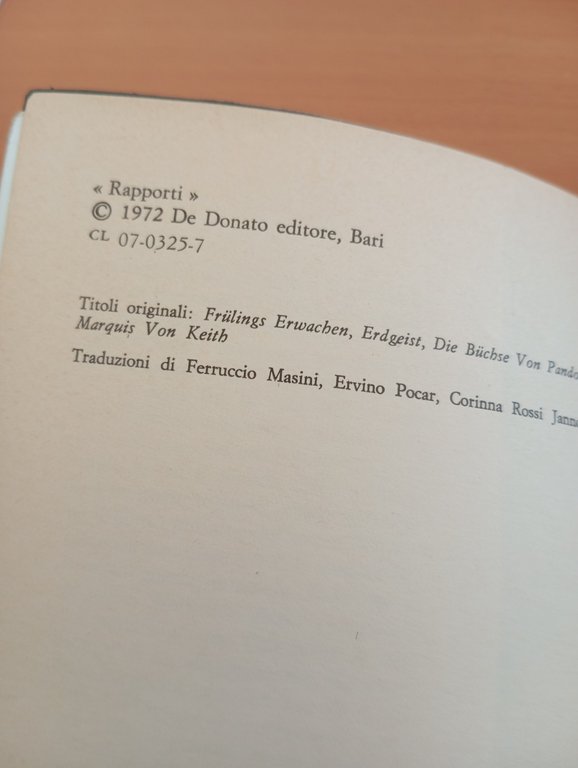 « Rapporti »
© 1972 De Donato editore, Bari
CL 07-0325-7
Titoli originali: Frülings Erwachen, Erdgeist, Die Büchse Von
Marquis Von Keith
Traduzioni di Ferruccio Masini, Ervino Pocar, Corinna Rossi